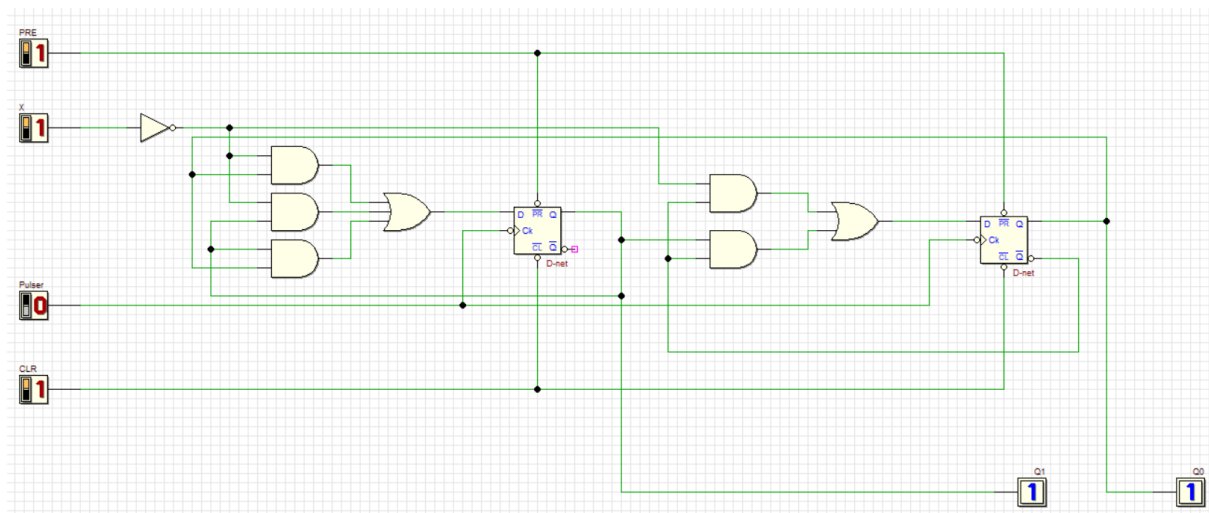 PRE
1
X
1
D PR Q
Ck
CL Q
D-net
D PR Q
Ck
CL Q
D-net
Pulser
0
CLR
1
Q1
1
Q0
1